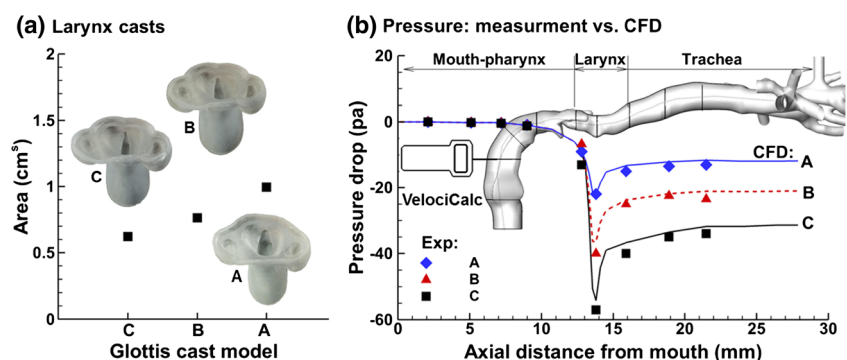 (a) Larynx casts
2
1.5
1
0.5
0
Area (cmˢ)
B
C
A
C B A
Glottis cast model
(b) Pressure: measurment vs. CFD
20
0
-20
-40
-60
Pressure drop (pa)
Mouth-pharynx Larynx Trachea
VelociCalc
CFD:
A
B
C
Exp:
A
B
C
0 5 10 15 20 25 30
Axial distance from mouth (mm)